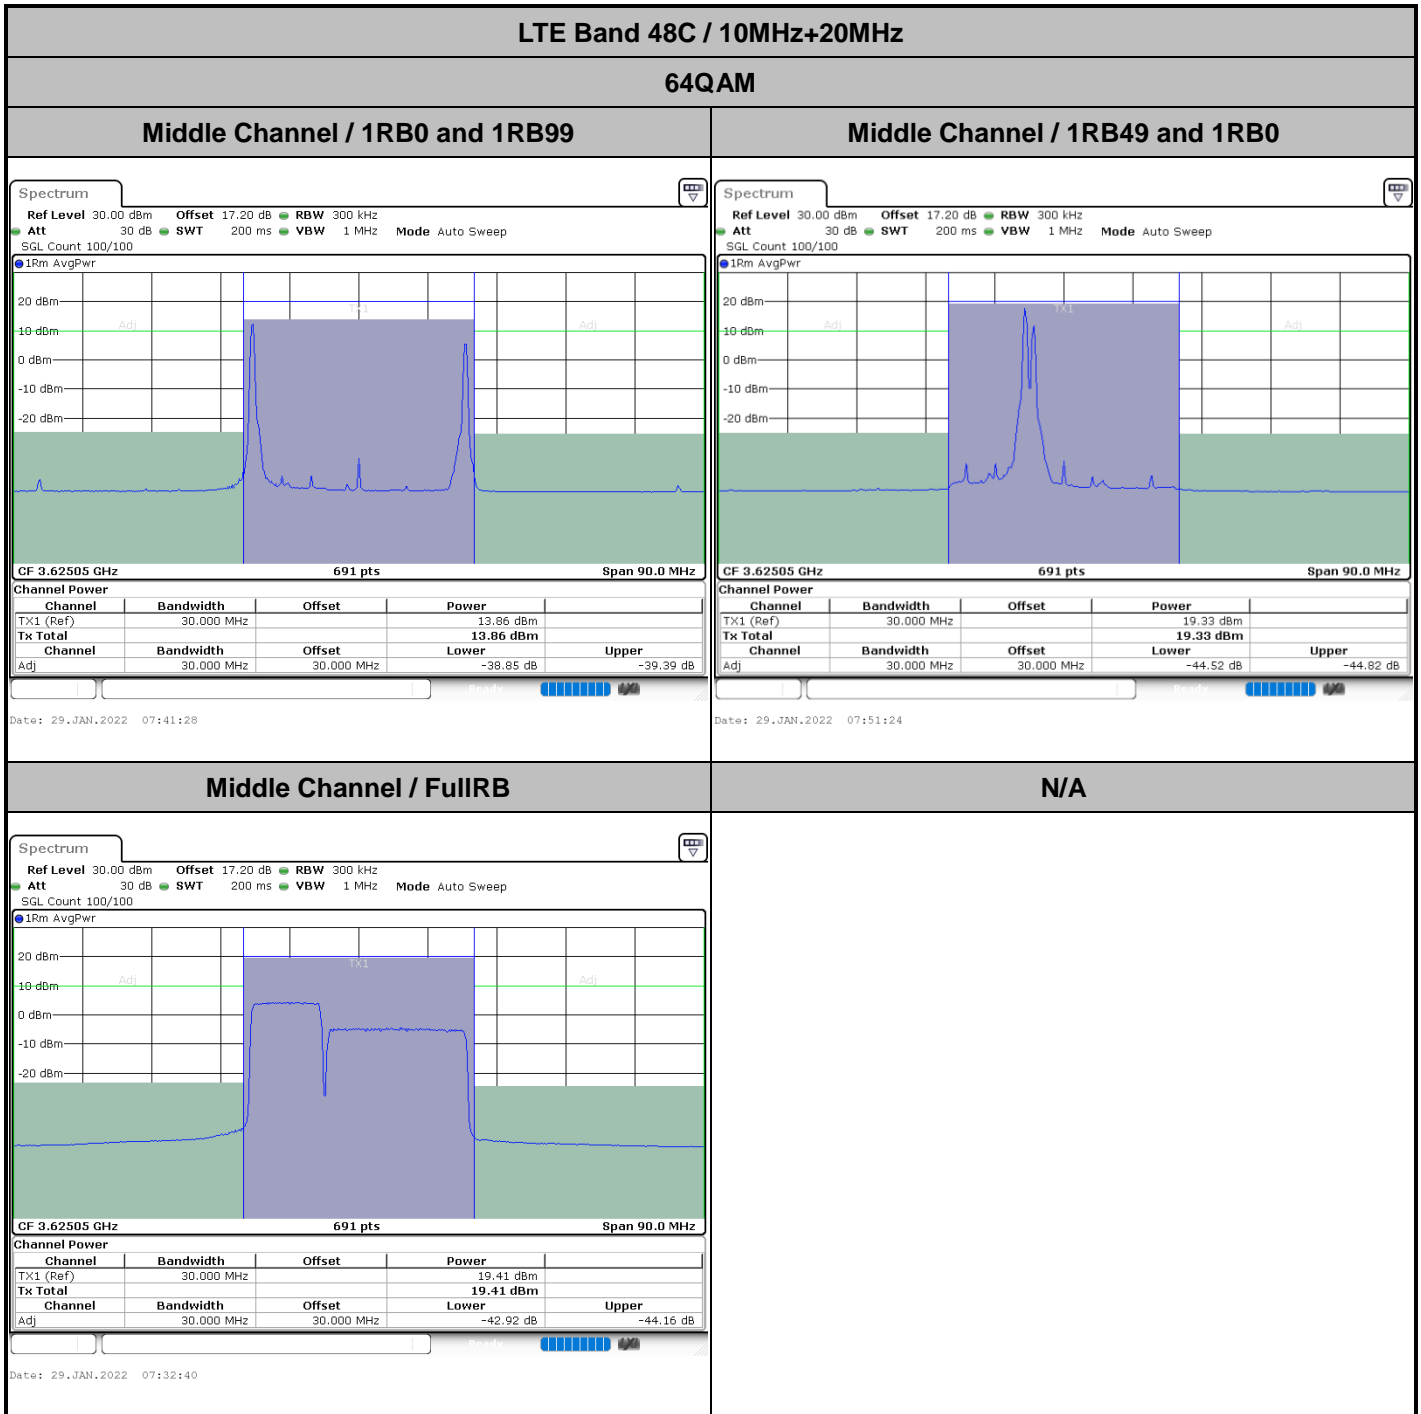 LTE Band 48C / 10MHz+20MHz
64QAM
Middle Channel / 1RB0 and 1RB99
Middle Channel / 1RB49 and 1RB0
Spectrum
Ref Level 30.00 dBm Offset 17.20 dB RBW 300 kHz
Att 30 dB SWT 200 ms VBW 1 MHz Mode Auto Sweep
SGL Count 100/100
1Rm AvgPwr
TX1
20 dBm
Adj
Adj
10 dBm
0 dBm
-10 dBm
-20 dBm
CF 3.62505 GHz 691 pts Span 90.0 MHz
Channel Power
Channel Bandwidth Offset Power
TX1 (Ref) 30.000 MHz 13.86 dBm
Tx Total 13.86 dBm
Channel Bandwidth Offset Lower Upper
Adj 30.000 MHz 30.000 MHz -38.85 dB -39.39 dB
Ready
Date: 29.JAN.2022 07:41:28
Spectrum
Ref Level 30.00 dBm Offset 17.20 dB RBW 300 kHz
Att 30 dB SWT 200 ms VBW 1 MHz Mode Auto Sweep
SGL Count 100/100
1Rm AvgPwr
20 dBm
TX1
Adj
Adj
10 dBm
0 dBm
-10 dBm
-20 dBm
CF 3.62505 GHz 691 pts Span 90.0 MHz
Channel Power
Channel Bandwidth Offset Power
TX1 (Ref) 30.000 MHz 19.33 dBm
Tx Total 19.33 dBm
Channel Bandwidth Offset Lower Upper
Adj 30.000 MHz 30.000 MHz -44.52 dB -44.82 dB
Ready
Date: 29.JAN.2022 07:51:24
Middle Channel / FullRB
N/A
Spectrum
Ref Level 30.00 dBm Offset 17.20 dB RBW 300 kHz
Att 30 dB SWT 200 ms VBW 1 MHz Mode Auto Sweep
SGL Count 100/100
1Rm AvgPwr
20 dBm
TX1
Adj
Adj
10 dBm
0 dBm
-10 dBm
-20 dBm
CF 3.62505 GHz 691 pts Span 90.0 MHz
Channel Power
Channel Bandwidth Offset Power
TX1 (Ref) 30.000 MHz 19.41 dBm
Tx Total 19.41 dBm
Channel Bandwidth Offset Lower Upper
Adj 30.000 MHz 30.000 MHz -42.92 dB -44.16 dB
Ready
Date: 29.JAN.2022 07:32:40